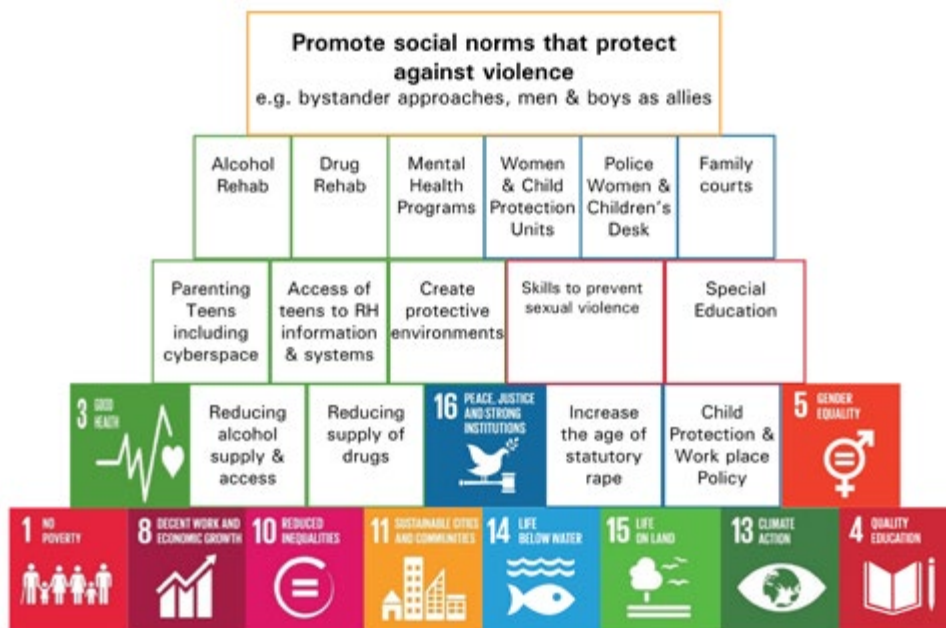 Promote social norms that protect
against violence
e.g. bystander approaches, men & boys as allies
Alcohol
Rehab
Drug
Rehab
Mental
Health
Programs
Women
& Child
Protection
Units
Police
Women &
Children's
Desk
Family
courts
Parenting
Teens
including
cyberspace
Access of
teens to RH
information
& systems
Create
protective
environments
Skills to prevent
sexual violence
Special
Education
3 GOOD
HEALTH
Reducing
alcohol
supply &
access
Reducing
supply of
drugs
16 PEACE, JUSTICE
AND STRONG
INSTITUTIONS
Increase
the age of
statutory
rape
Child
Protection &
Work place
Policy
5 GENDER
EQUALITY
1 NO
POVERTY
8 DECENT WORK AND
ECONOMIC GROWTH
10 REDUCED
INEQUALITIES
11 SUSTAINABLE CITIES
AND COMMUNITIES
14 LIFE
BELOW WATER
15 LIFE
ON LAND
13 CLIMATE
ACTION
4 QUALITY
EDUCATION